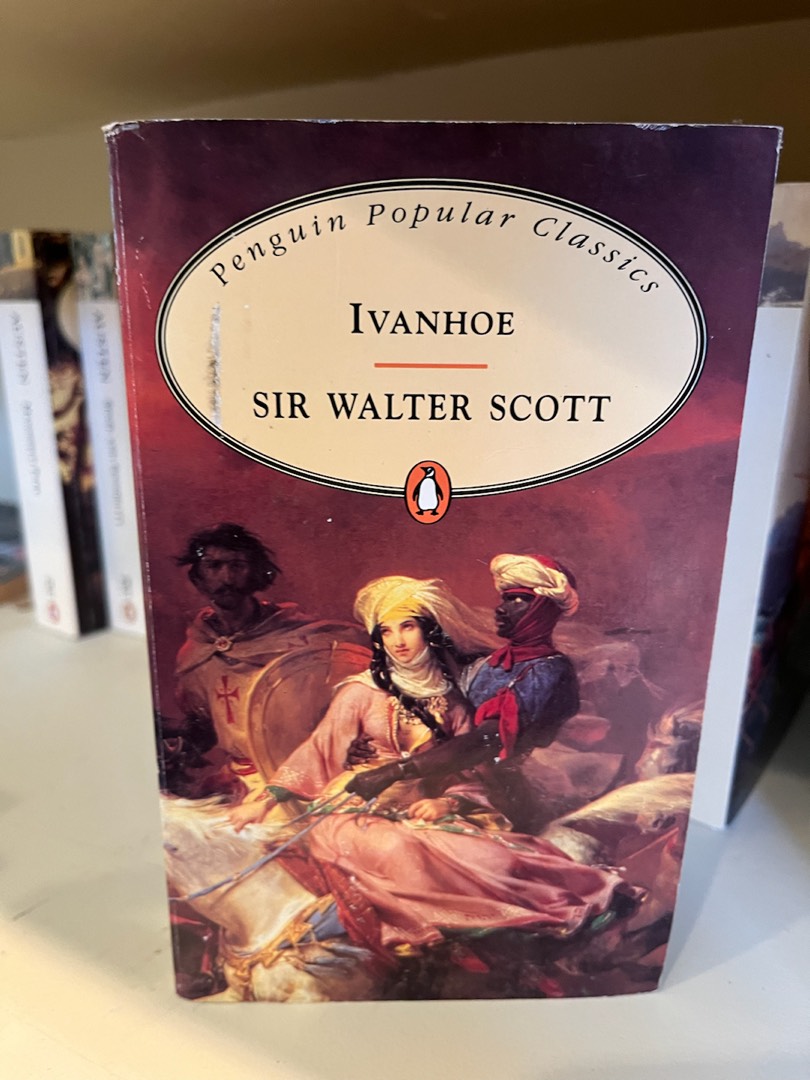 Penguin Popular Classics
IVANHOE
SIR WALTER SCOTT